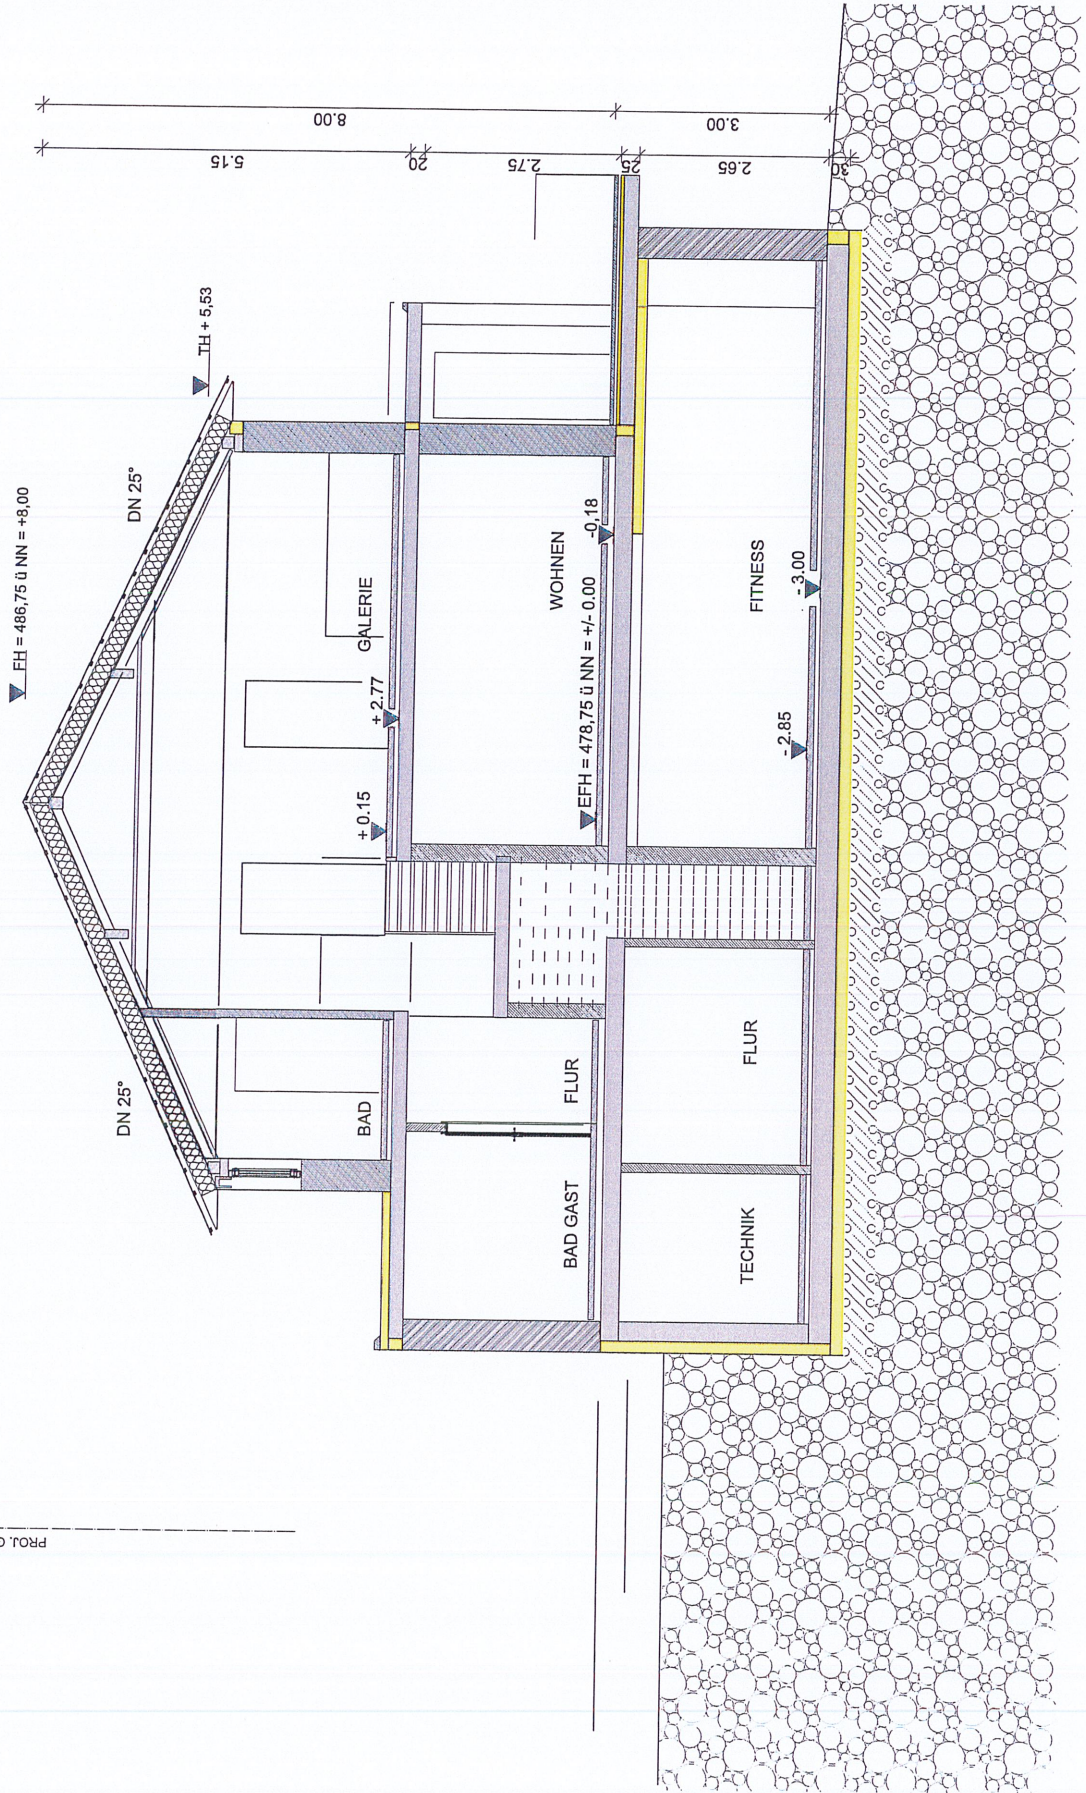 FH = 486,75 ü NN = +8,00
DN 25°
DN 25°
TH + 5,53
8.00
3.00
5.15
20
2.75
25
2.65
30
GALERIE
+ 2.77
+ 0.15
BAD
WOHNEN
-0,18
EFH = 478,75 ü NN = +/- 0.00
FLUR
BAD GAST
FITNESS
- 3.00
-2.85
FLUR
TECHNIK
PROJ.